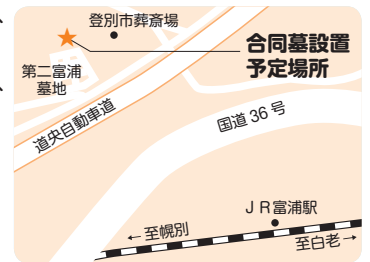 登別市葬斎場
合同墓設置
予定場所
第二富浦
墓地
道央自動車道
国道36号
JR富浦駅
←至幌別
至白老→